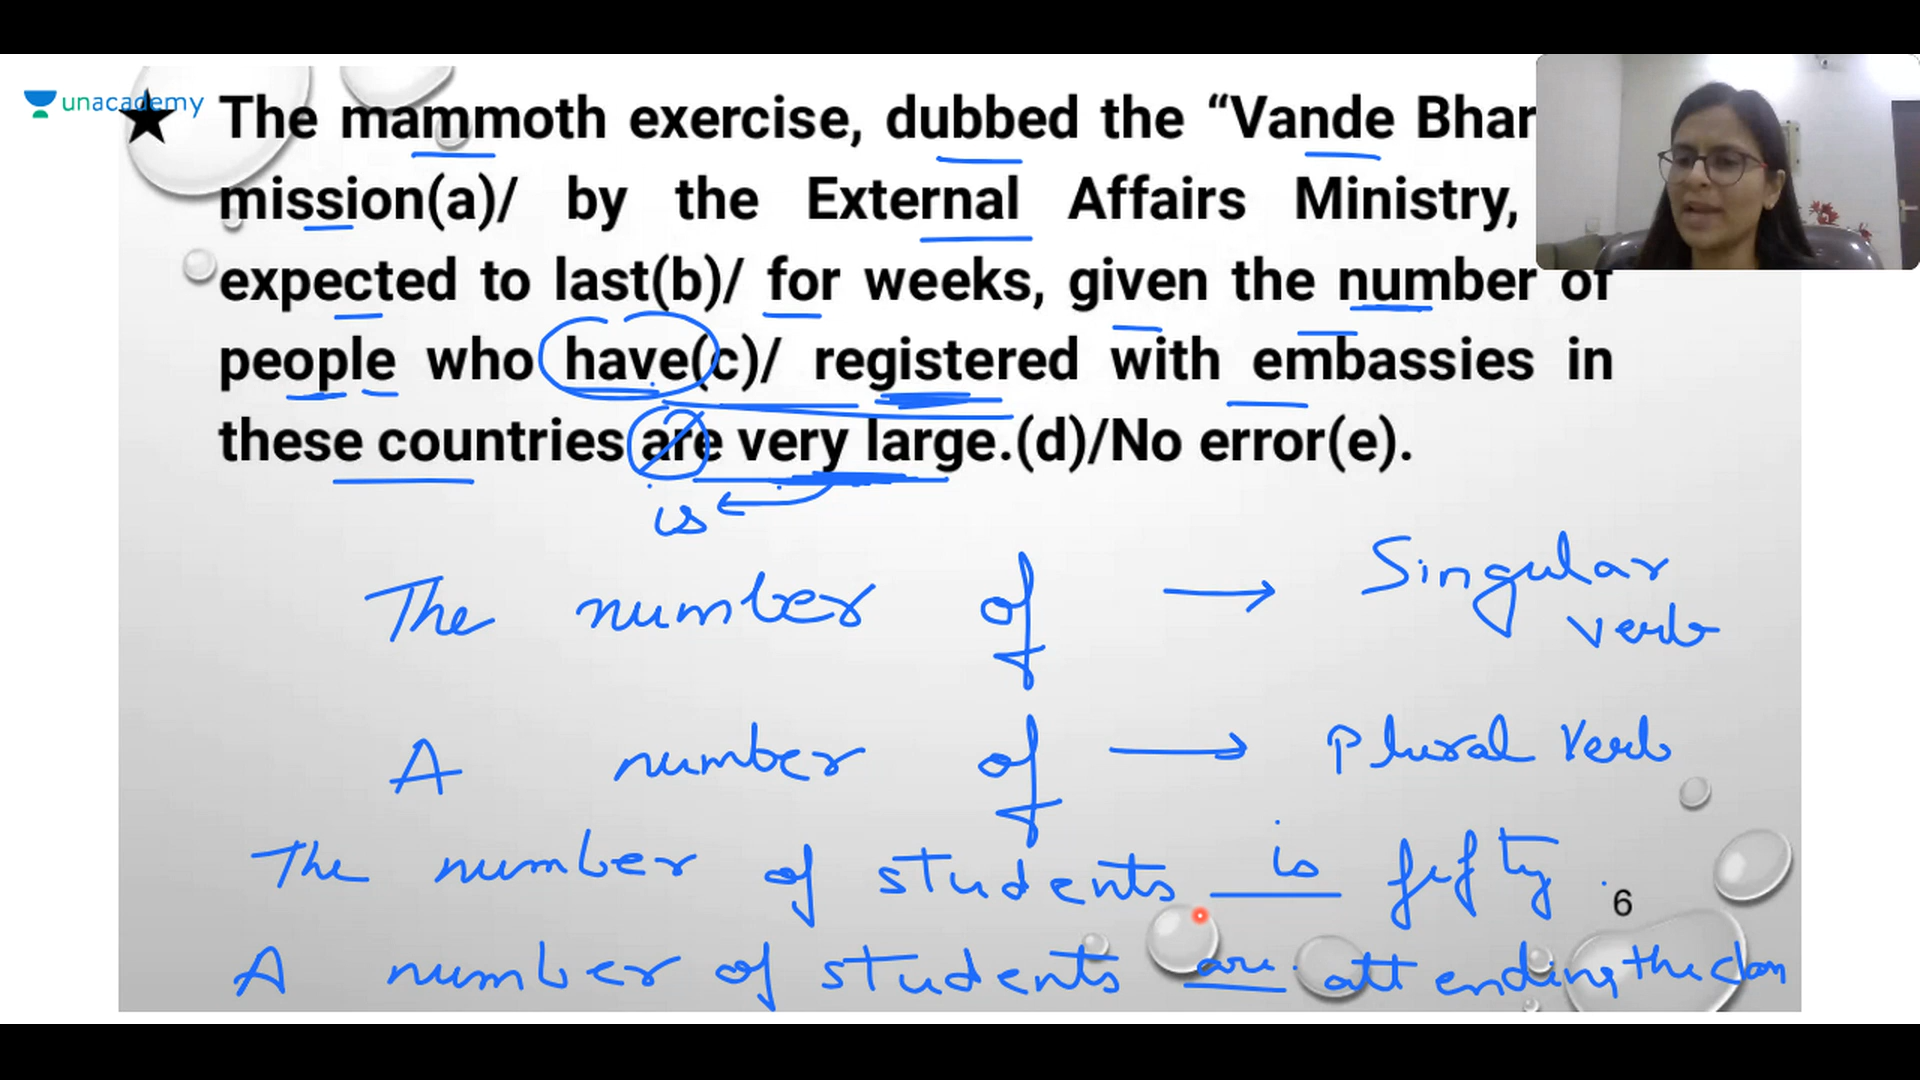 unacademy
The mammoth exercise, dubbed the “Vande Bhar
mission(a)/ by the External Affairs Ministry,
expected to last(b)/ for weeks, given the number of
people who have(c)/ registered with embassies in
these countries are very large.(d)/No error(e).
is
The number of → Singular
verb
A number of → Plural Verb
The number of students is fifty.
6
A number of students are attending the